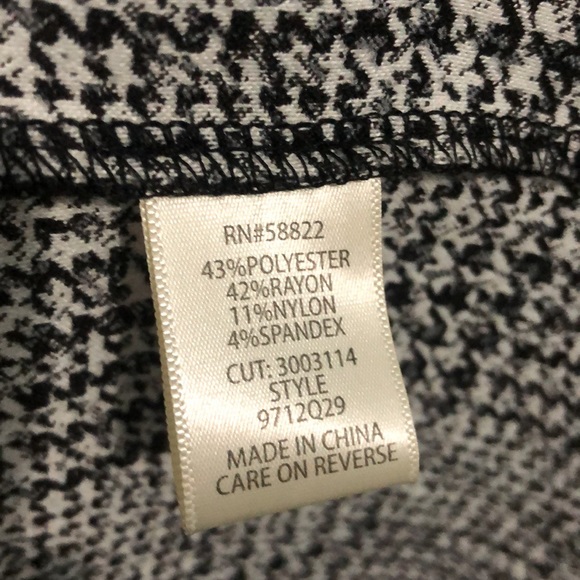 RN#58822
43%POLYESTER
42%RAYON
11%NYLON
4%SPANDEX
CUT: 3003114
STYLE
9712Q29
MADE IN CHINA
CARE ON REVERSE